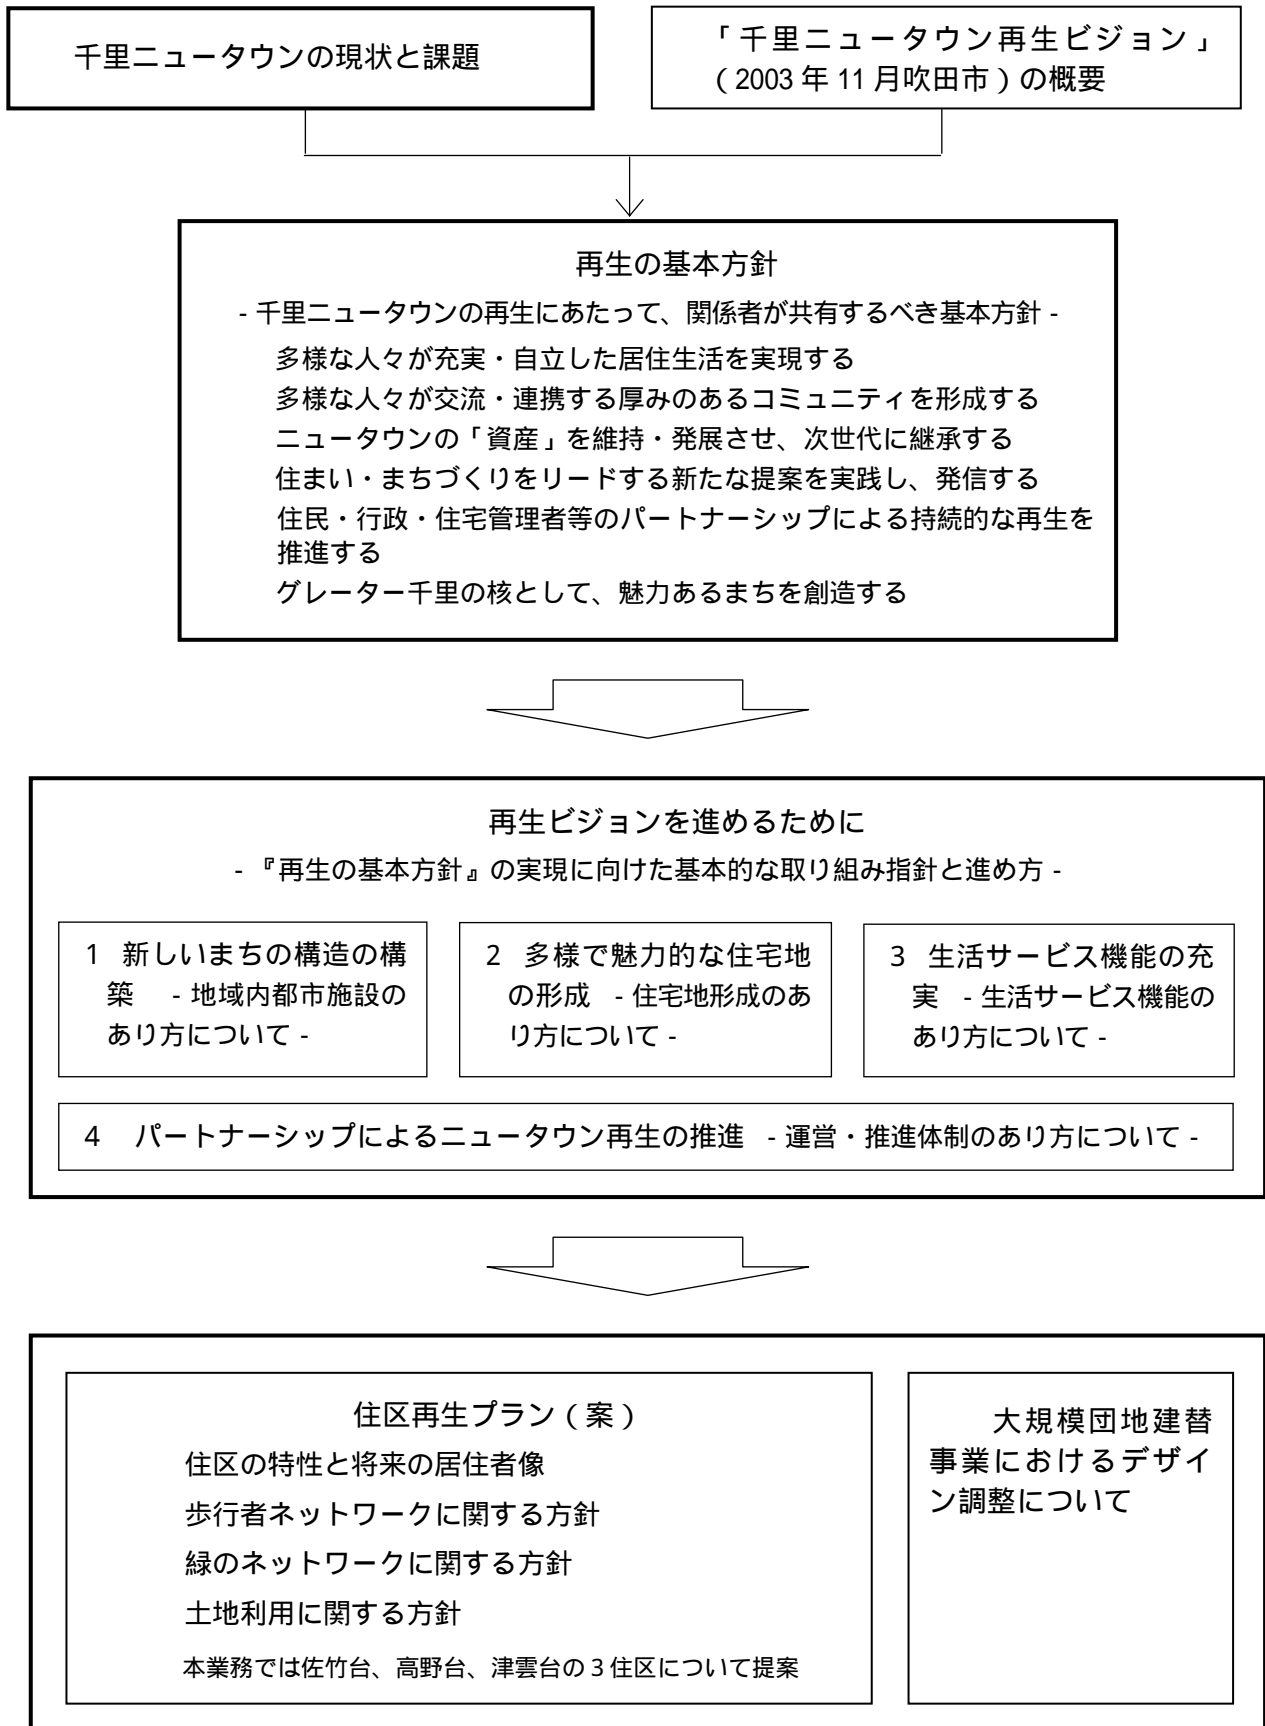 千里ニュータウンの現状と課題
「千里ニュータウン再生ビジョン」
(2003年11月吹田市)の概要
再生の基本方針
- 千里ニュータウンの再生にあたって、関係者が共有するべき基本方針 -
多様な人々が充実・自立した居住生活を実現する
多様な人々が交流・連携する厚みのあるコミュニティを形成する
ニュータウンの「資産」を維持・発展させ、次世代に継承する
住まい・まちづくりをリードする新たな提案を実践し、発信する
住民・行政・住宅管理者等のパートナーシップによる持続的な再生を
推進する
グレーター千里の核として、魅力あるまちを創造する
再生ビジョンを進めるために
- 『再生の基本方針』の実現に向けた基本的な取り組み指針と進め方 -
1 新しいまちの構造の構
築 - 地域内都市施設の
あり方について -
2 多様で魅力的な住宅地
の形成 - 住宅地形成のあ
り方について -
3 生活サービス機能の充
実 - 生活サービス機能の
あり方について -
4 パートナーシップによるニュータウン再生の推進 - 運営・推進体制のあり方について -
住区再生プラン(案)
住区の特性と将来の居住者像
歩行者ネットワークに関する方針
緑のネットワークに関する方針
土地利用に関する方針
本業務では佐竹台、高野台、津雲台の3住区について提案
大規模団地建替
事業におけるデザイ
ン調整について